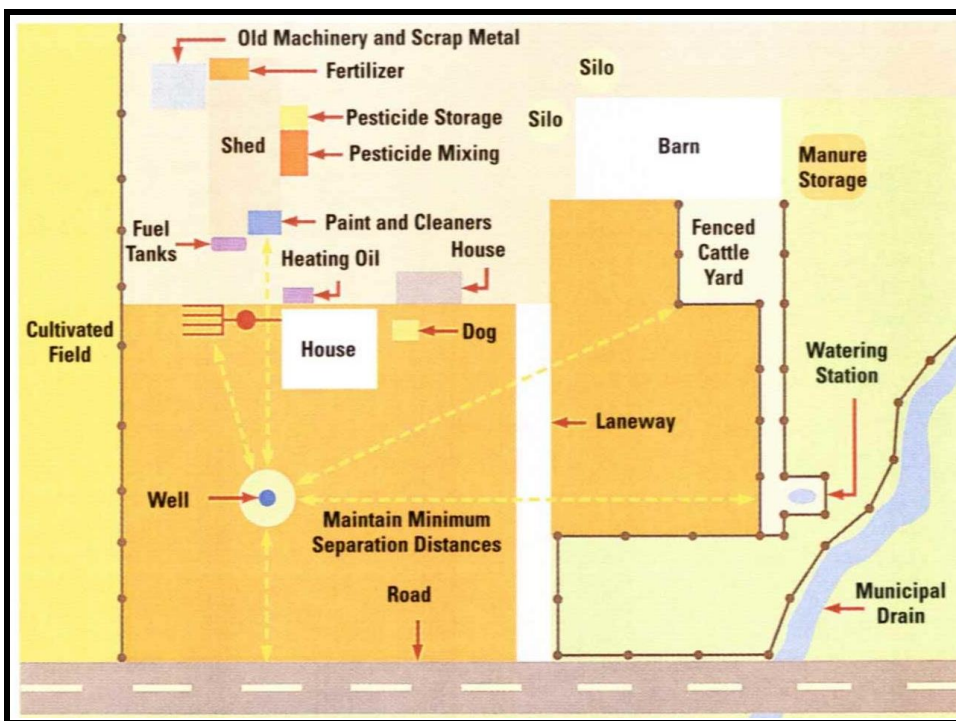 Old Machinery and Scrap Metal
Fertilizer
Silo
Pesticide Storage
Silo
Shed
Pesticide Mixing
Barn
Manure
Storage
Paint and Cleaners
Fuel
Tanks
Heating Oil
House
Fenced
Cattle
Yard
Cultivated
Field
House
Dog
Watering
Station
Laneway
Well
Maintain Minimum
Separation Distances
Road
Municipal
Drain